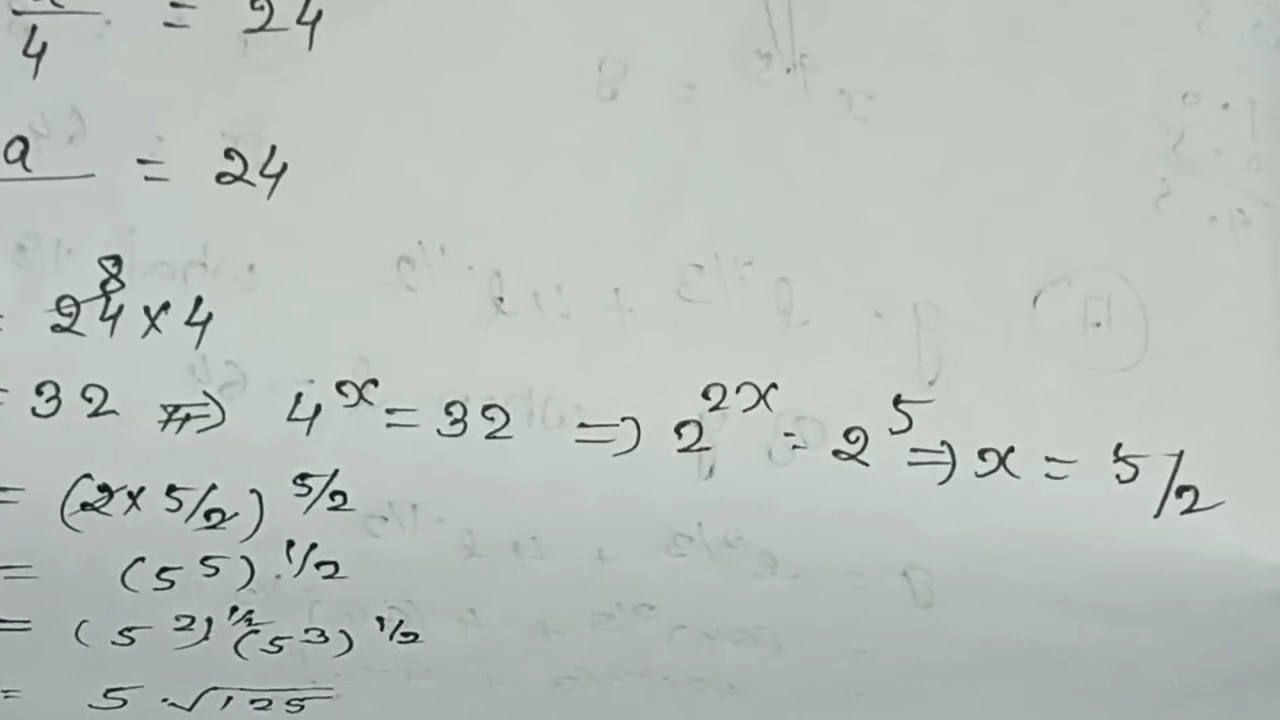 4 = 24
a = 24
8
24 × 4
= 32 => 4^x = 32 => 2^2x = 2^5 => x = 5/2
= (2 × 5/2)^5/2
= (5^5)^1/2
= (5^2)^1/2 (5^3)^1/2
= 5 · √125